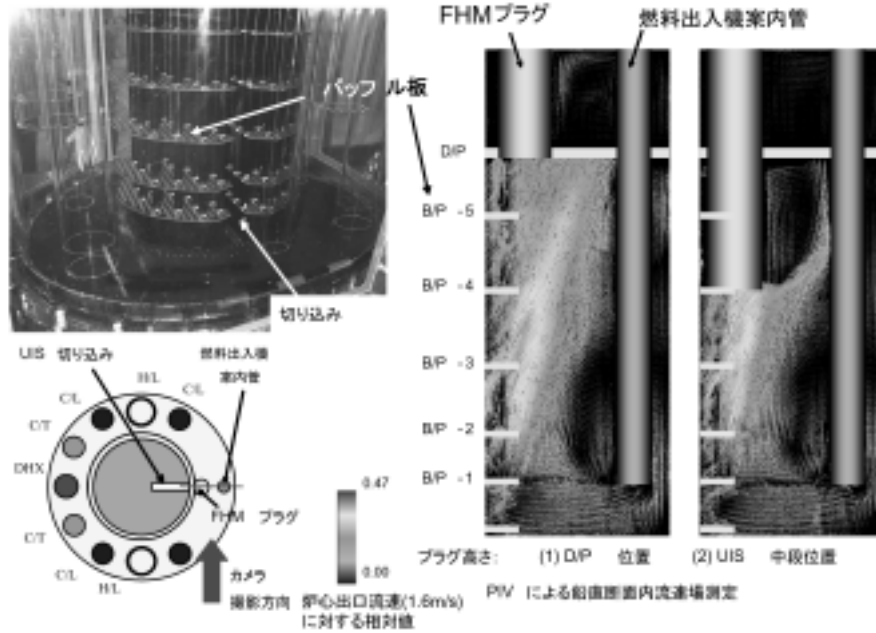 FHMプラグ
燃料出入機案内管
バッフル板
D/P
B/P -5
B/P -4
B/P -3
B/P -2
B/P -1
切り込み
UIS 切り込み
燃料出入機
案内管
H/L
C/L
C/L
C/T
DHX
C/T
C/L
H/L
FHM プラグ
カメラ
撮影方向
0.47
0.00
炉心出口流速(1.6m/s)
に対する相対値
プラグ高さ: (1) D/P 位置
(2) UIS 中段位置
PIV による鉛直断面内流速場測定